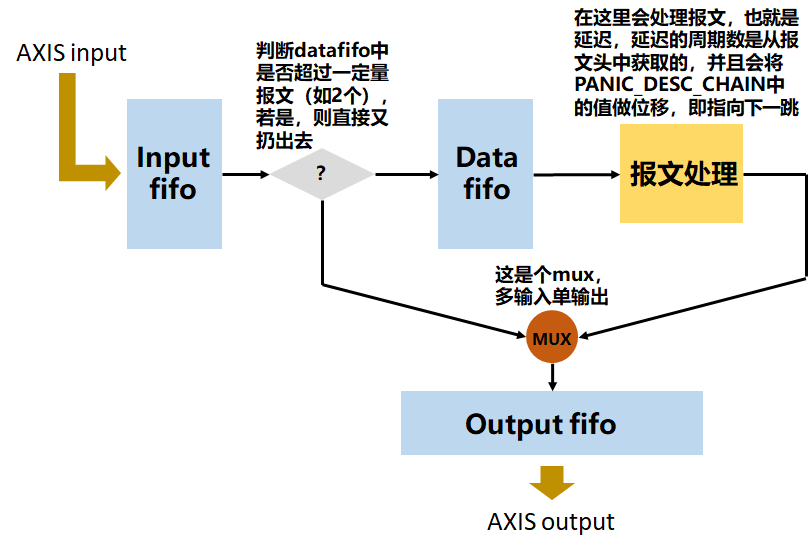 AXIS input
判断datafifo中
是否超过一定量
报文（如2个），
若是，则直接又
扔出去
在这里会处理报文，也就是
延迟，延迟的周期数是从报
文头中获取的，并且会将
PANIC_DESC_CHAIN中
的值做位移，即指向下一跳
Input
fifo
?
Data
fifo
报文处理
这是个mux，
多输入单输出
MUX
Output fifo
AXIS output